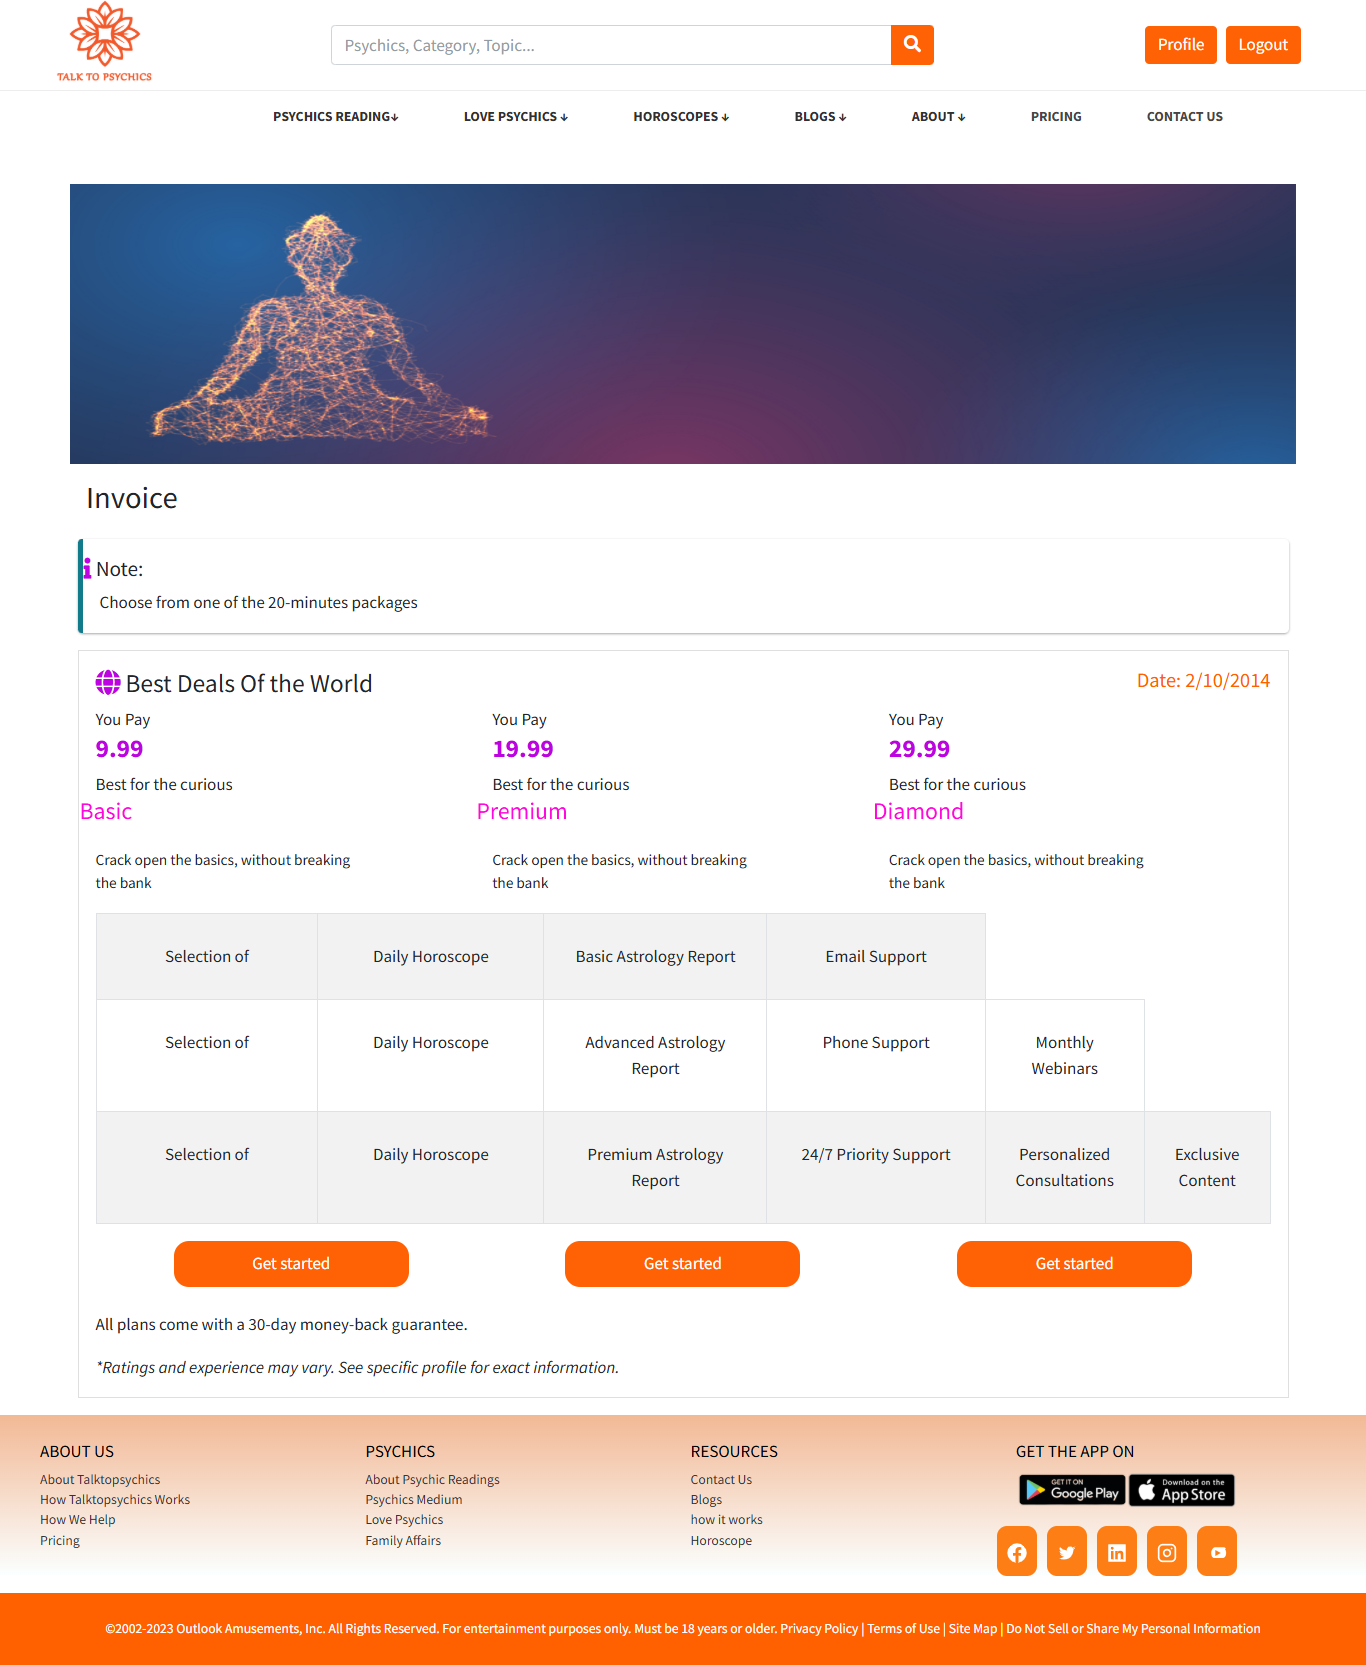 TALK TO PSYCHICS
Psychics, Category, Topic...
Profile
Logout
PSYCHICS READING↓
LOVE PSYCHICS ↓
HOROSCOPES ↓
BLOGS ↓
ABOUT ↓
PRICING
CONTACT US
Invoice
Note:
Choose from one of the 20-minutes packages
Best Deals Of the World
Date: 2/10/2014
You Pay
9.99
Best for the curious
Basic
Crack open the basics, without breaking
the bank
You Pay
19.99
Best for the curious
Premium
Crack open the basics, without breaking
the bank
You Pay
29.99
Best for the curious
Diamond
Crack open the basics, without breaking
the bank
Selection of
Daily Horoscope
Basic Astrology Report
Email Support
Selection of
Daily Horoscope
Advanced Astrology
Report
Phone Support
Monthly
Webinars
Selection of
Daily Horoscope
Premium Astrology
Report
24/7 Priority Support
Personalized
Consultations
Exclusive
Content
Get started
Get started
Get started
All plans come with a 30-day money-back guarantee.
*Ratings and experience may vary. See specific profile for exact information.
ABOUT US
About Talktopsychics
How Talktopsychics Works
How We Help
Pricing
PSYCHICS
About Psychic Readings
Psychics Medium
Love Psychics
Family Affairs
RESOURCES
Contact Us
Blogs
how it works
Horoscope
GET THE APP ON
GET IT ON
Google Play
Download on the
App Store
©2002-2023 Outlook Amusements, Inc. All Rights Reserved. For entertainment purposes only. Must be 18 years or older. Privacy Policy | Terms of Use | Site Map | Do Not Sell or Share My Personal Information